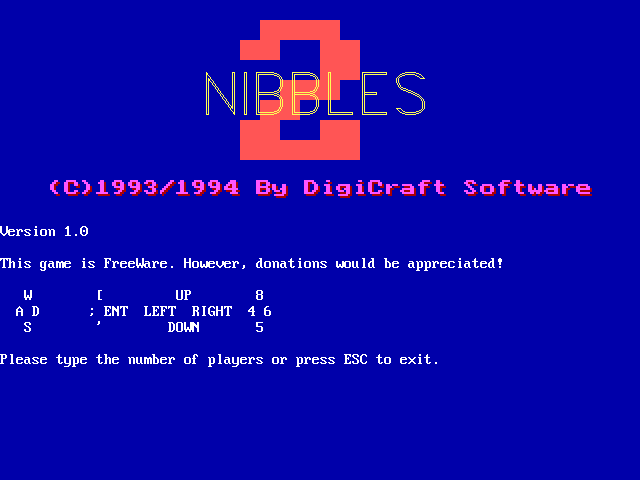 NIBBLES 2
(C)1993/1994 By DigiCraft Software
Version 1.0
This game is FreeWare. However, donations would be appreciated!
W [ UP 8
A D ; ENT LEFT RIGHT 4 6
S ' DOWN 5
Please type the number of players or press ESC to exit.